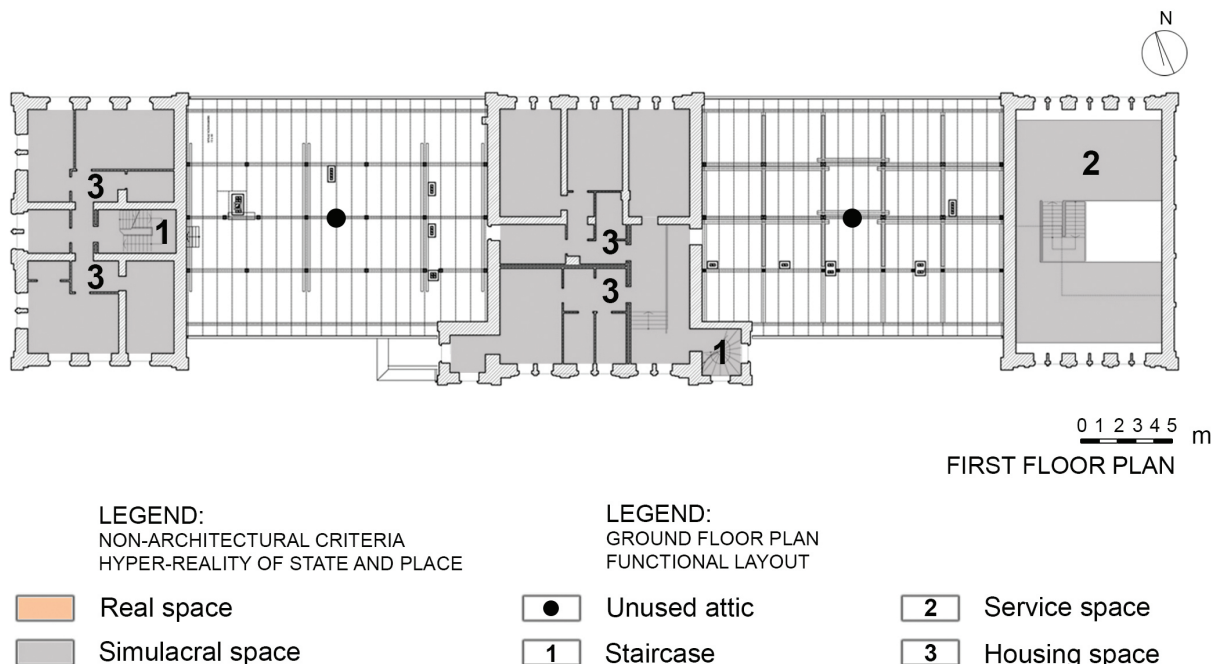 N
3
1
3
3
3
1
2
0 1 2 3 4 5 m
FIRST FLOOR PLAN
LEGEND:
NON-ARCHITECTURAL CRITERIA
HYPER-REALITY OF STATE AND PLACE
Real space
Simulacral space
LEGEND:
GROUND FLOOR PLAN
FUNCTIONAL LAYOUT
Unused attic
1 Staircase
2 Service space
3 Housing space